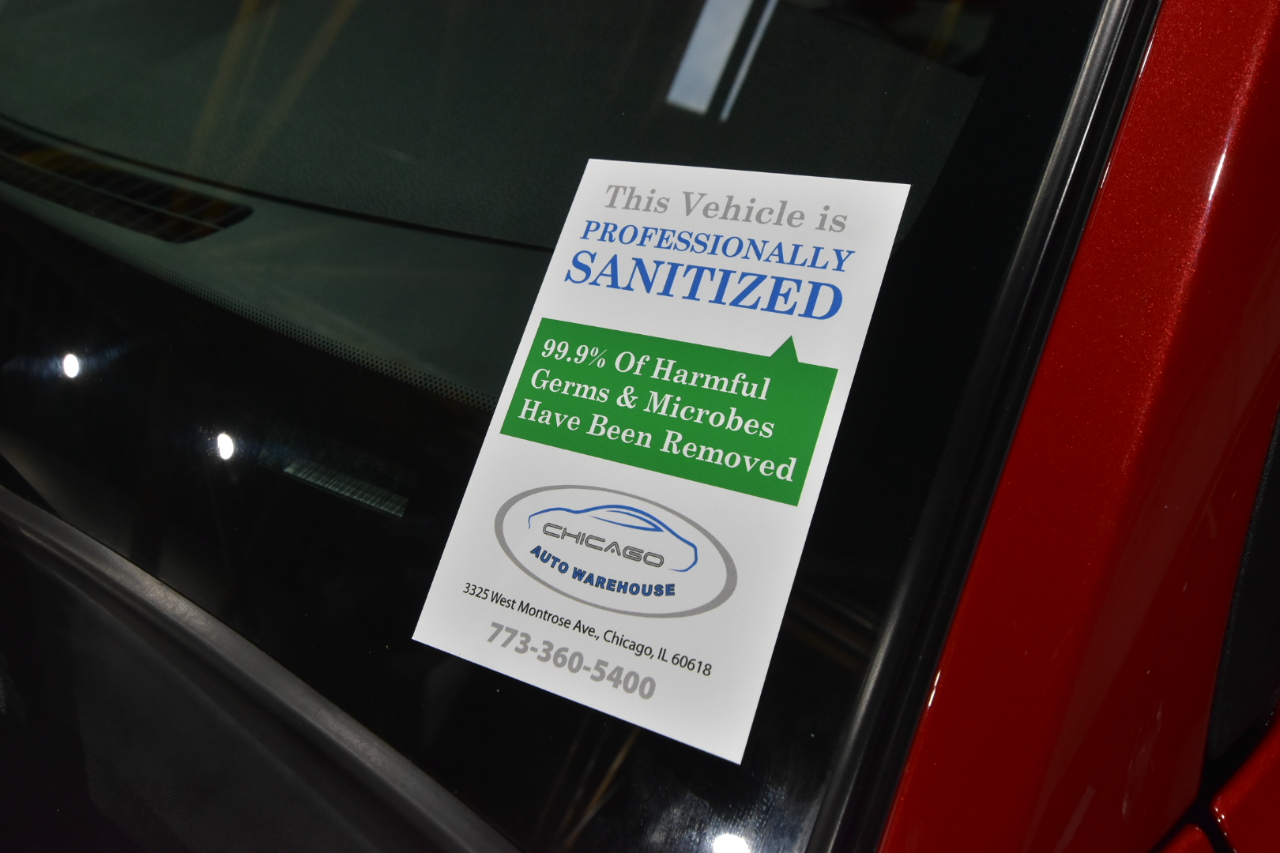 This Vehicle is
PROFESSIONALLY
SANITIZED
99.9% Of Harmful
Germs & Microbes
Have Been Removed
CHICAGO
AUTO WAREHOUSE
3325 West Montrose Ave., Chicago, IL 60618
773-360-5400